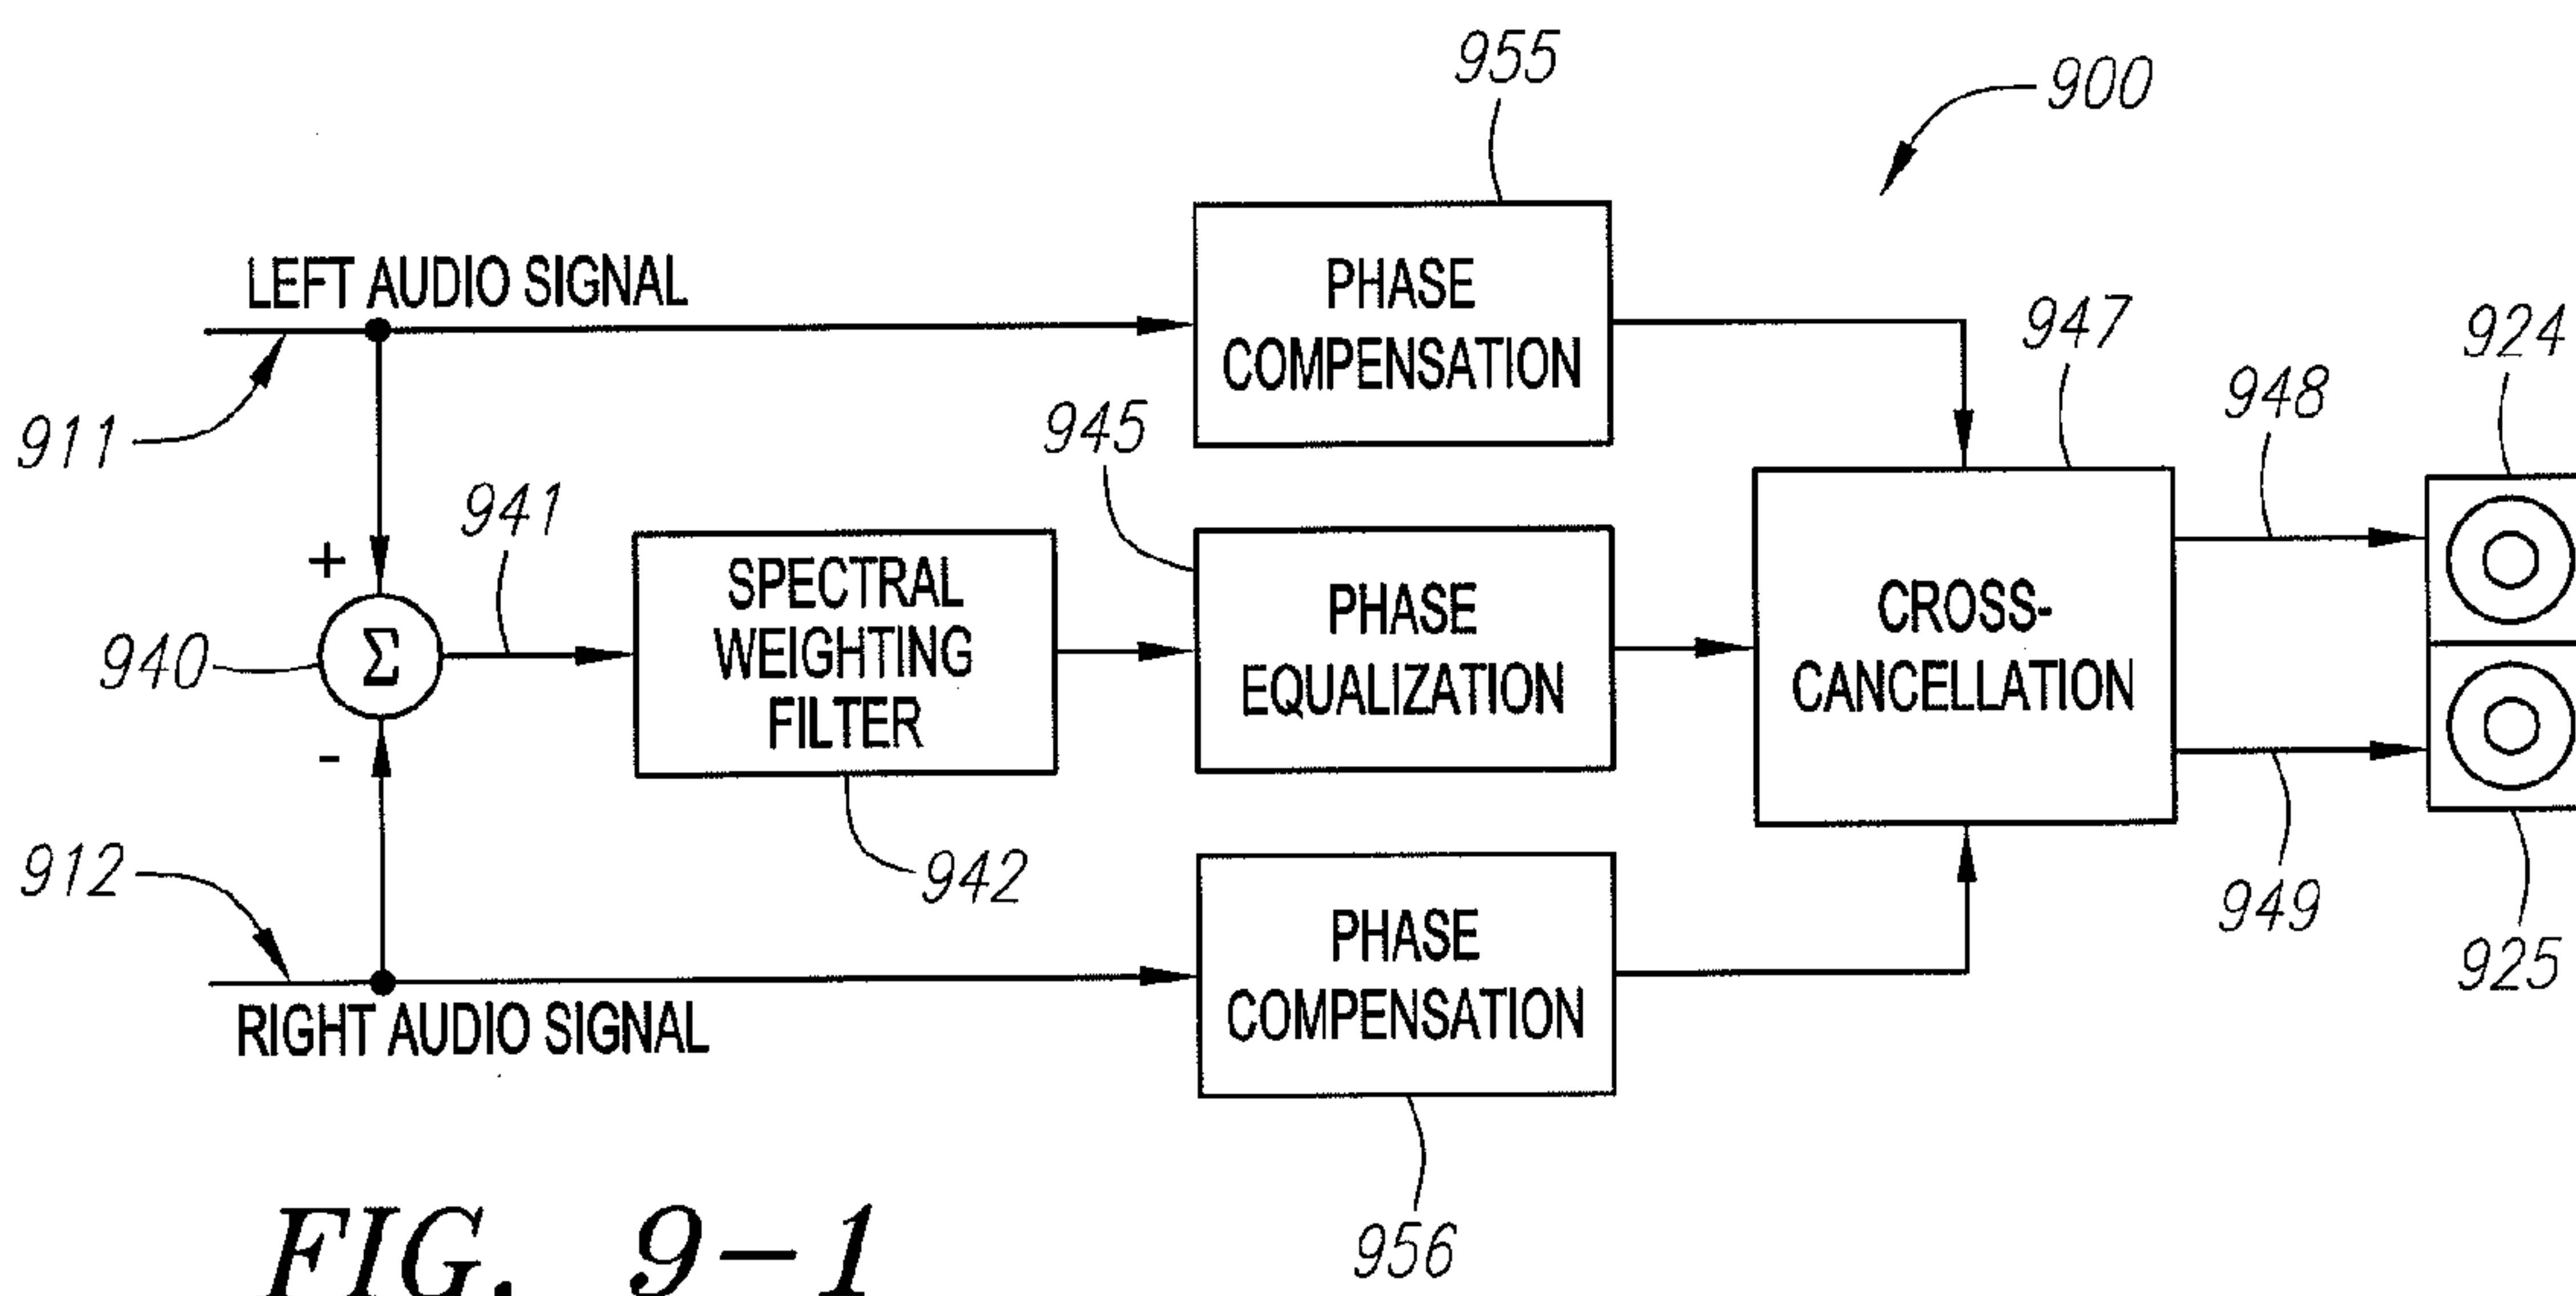 955
900
LEFT AUDIO SIGNAL
PHASE
COMPENSATION
911
945
947
948
924
941
+
Σ
-
940
SPECTRAL
WEIGHTING
FILTER
942
PHASE
EQUALIZATION
CROSS-
CANCELLATION
912
RIGHT AUDIO SIGNAL
PHASE
COMPENSATION
949
925
956
FIG. 9-1